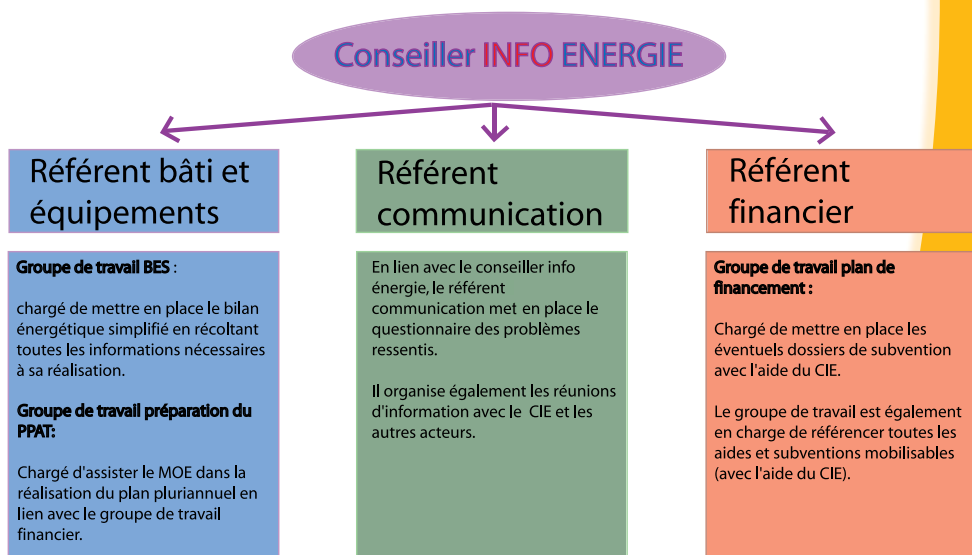 Conseiller INFO ENERGIE
Référent bâti et
équipements
Groupe de travail BES :
chargé de mettre en place le bilan
énergétique simplifié en récoltant
toutes les informations nécessaires
à sa réalisation.
Groupe de travail préparation du
PPAT:
Chargé d'assister le MOE dans la
réalisation du plan pluriannuel en
lien avec le groupe de travail
financier.
Référent
communication
En lien avec le conseiller info
énergie, le référent
communication met en place le
questionnaire des problèmes
ressentis.
Il organise également les réunions
d'information avec le CIE et les
autres acteurs.
Référent
financier
Groupe de travail plan de
financement :
Chargé de mettre en place les
éventuels dossiers de subvention
avec l'aide du CIE.
Le groupe de travail est également
en charge de référencer toutes les
aides et subventions mobilisables
(avec l'aide du CIE).